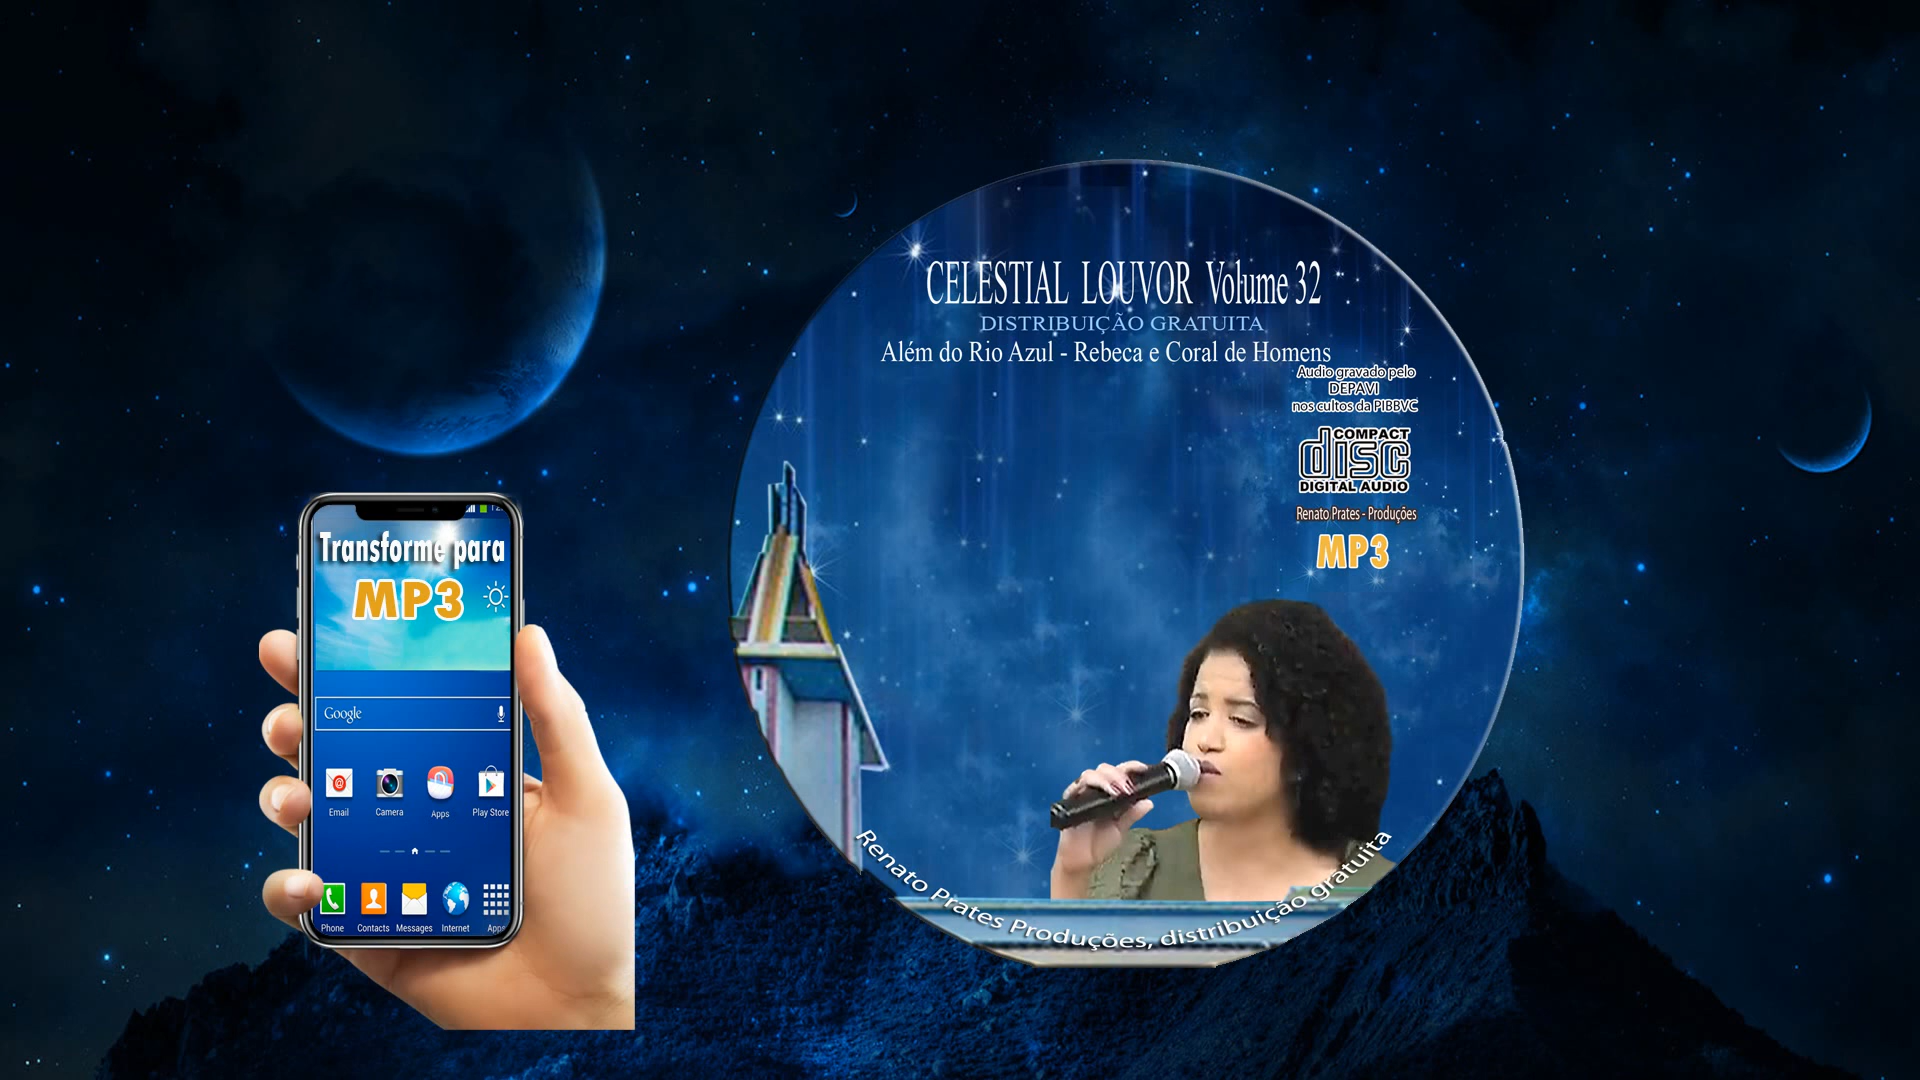 CELESTIAL LOUVOR Volume 32
DISTRIBUIÇÃO GRATUITA
Além do Rio Azul - Rebeca e Coral de Homens
Audio gravado pelo
DEPAVI
nos cultos da PIBBVC
COMPACT
disc
DIGITAL AUDIO
Renato Prates - Produções
MP3
Renato Prates Produções, distribuição gratuita
Transforme para
MP3
Google
Email Camera Apps Play Store
Phone Contacts Messages Internet Apps